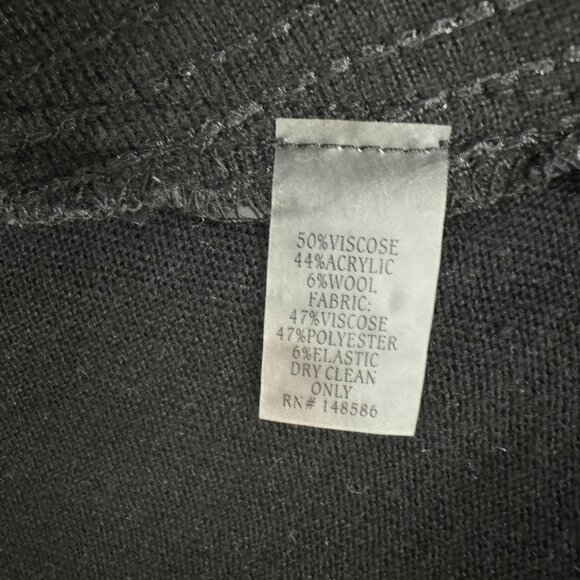 50%VISCOSE
44%ACRYLIC
6%WOOL
FABRIC:
47%VISCOSE
47%POLYESTER
6%ELASTIC
DRY CLEAN
ONLY
RN# 148586